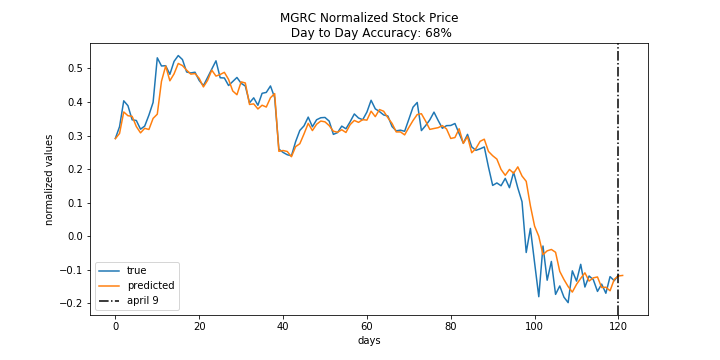 MGRC Normalized Stock Price
Day to Day Accuracy: 68%
normalized values
0.5
0.4
0.3
0.2
0.1
0.0
−0.1
−0.2
true
predicted
april 9
0 20 40 60 80 100 120
days